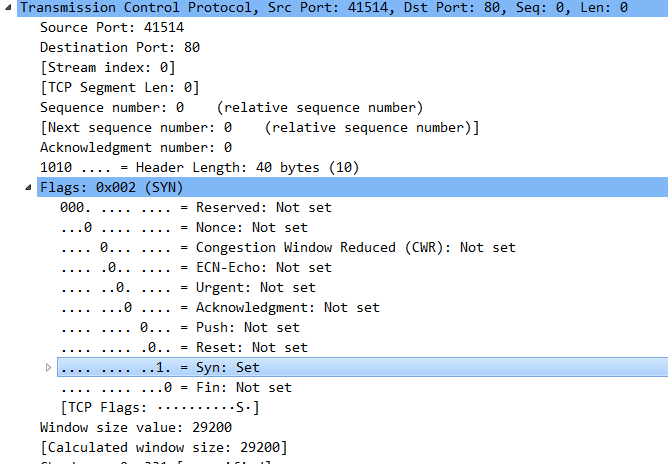 Transmission Control Protocol, Src Port: 41514, Dst Port: 80, Seq: 0, Len: 0
Source Port: 41514
Destination Port: 80
[Stream index: 0]
[TCP Segment Len: 0]
Sequence number: 0    (relative sequence number)
[Next sequence number: 0    (relative sequence number)]
Acknowledgment number: 0
1010 .... = Header Length: 40 bytes (10)
Flags: 0x002 (SYN)
000. .... .... = Reserved: Not set
...0 .... .... = Nonce: Not set
.... 0... .... = Congestion Window Reduced (CWR): Not set
.... .0.. .... = ECN-Echo: Not set
.... ..0. .... = Urgent: Not set
.... ...0 .... = Acknowledgment: Not set
.... .... 0... = Push: Not set
.... .... .0.. = Reset: Not set
.... .... ..1. = Syn: Set
.... .... ...0 = Fin: Not set
[TCP Flags: ··········S·]
Window size value: 29200
[Calculated window size: 29200]